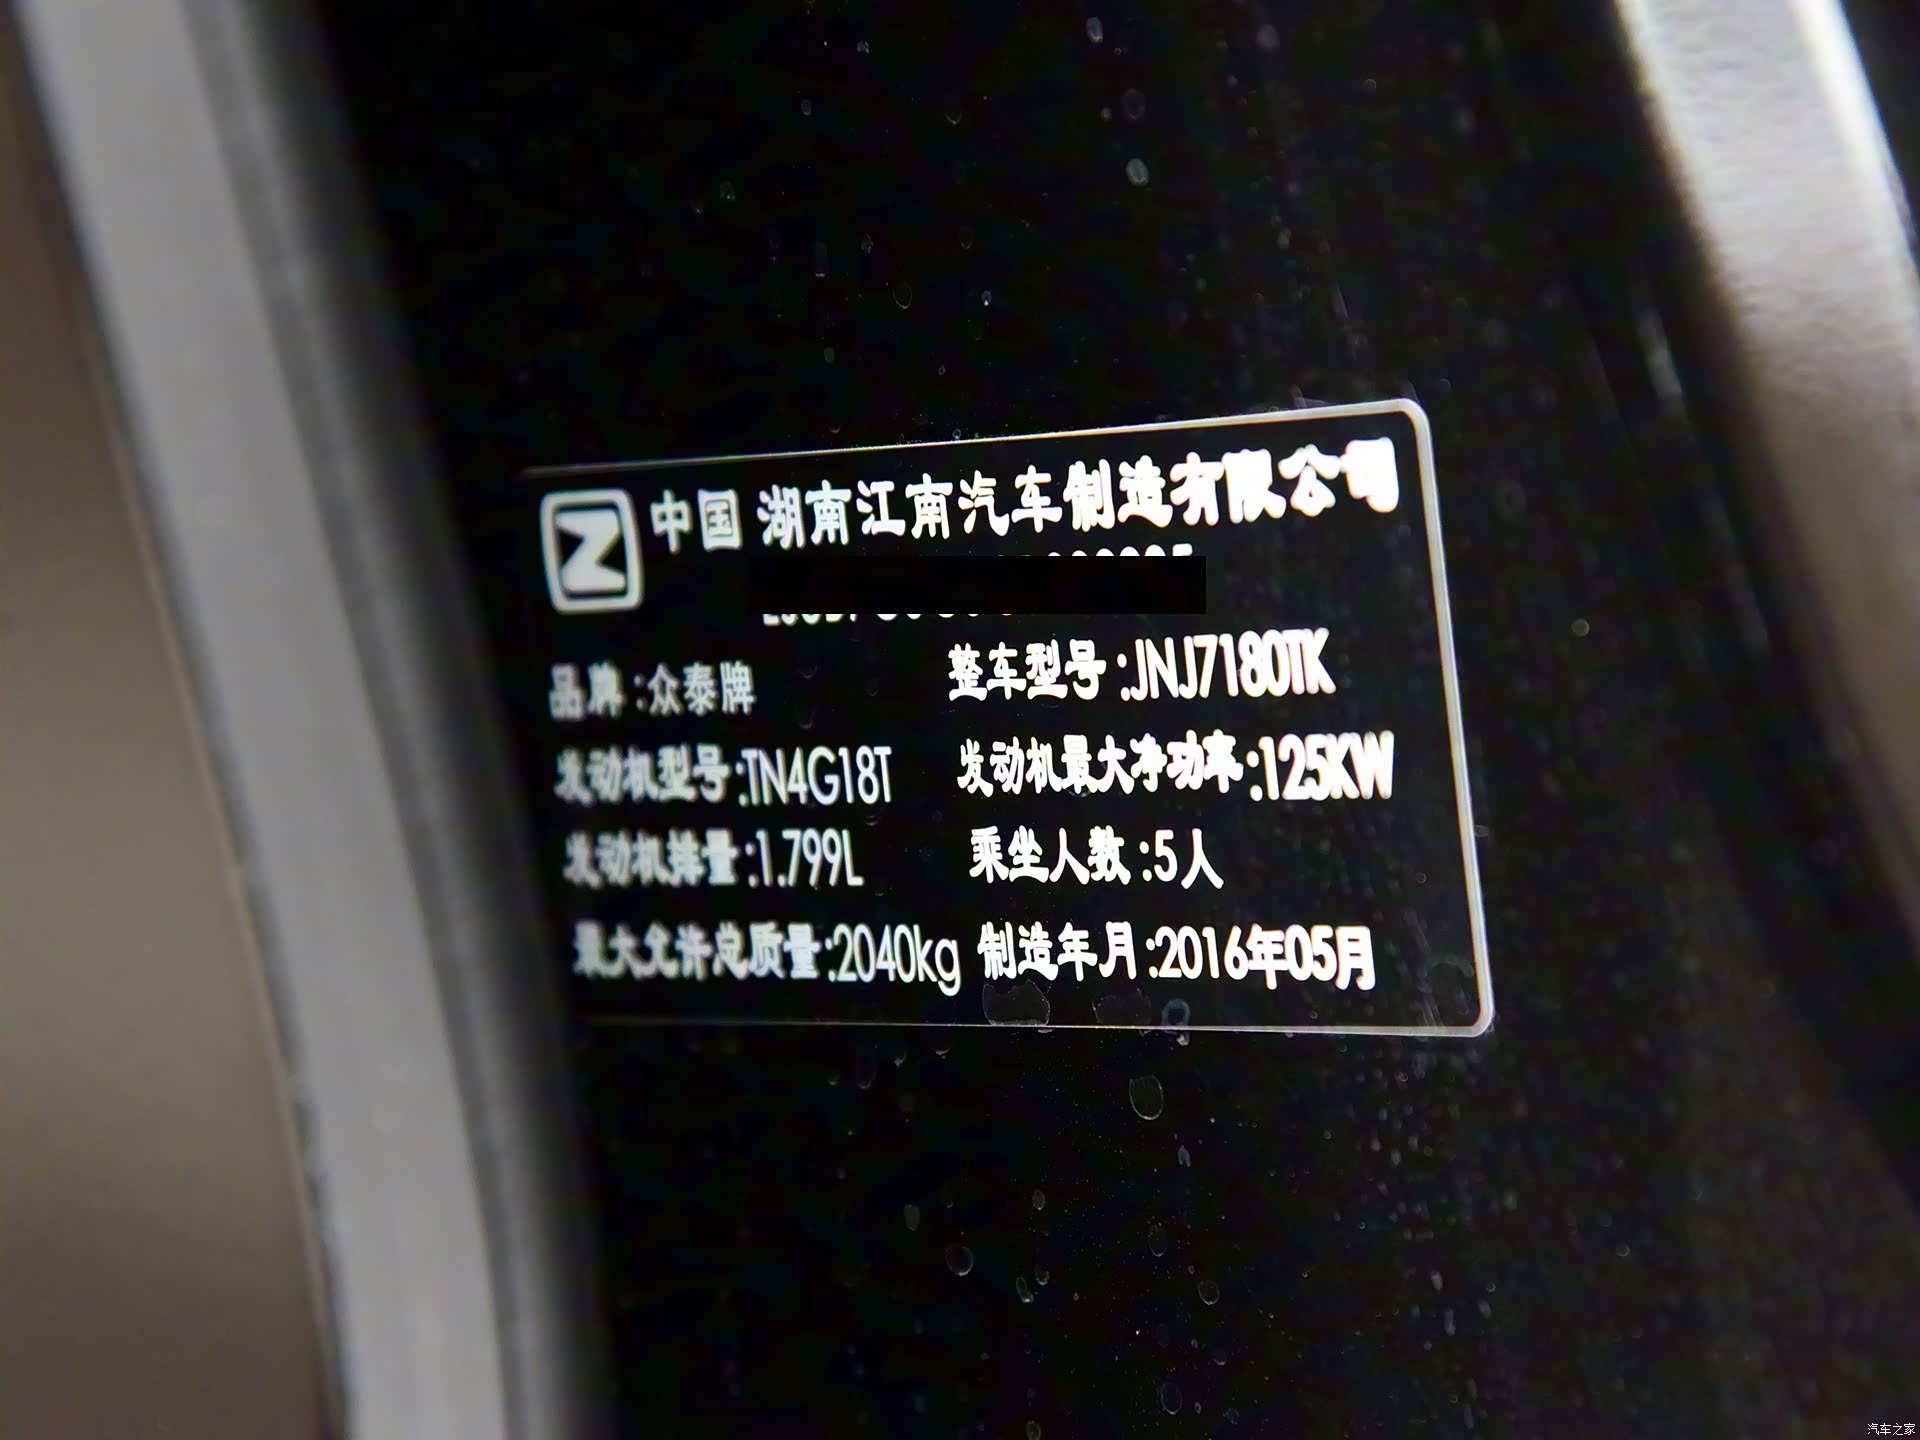 中国 湖南江南汽车制造有限公司
品牌:众泰牌 整车型号:JNJ7180TK
发动机型号:TN4G18T 发动机最大净功率:125KW
发动机排量:1.799L 乘坐人数:5人
最大允许总质量:2040kg 制造年月:2016年05月
汽车之家